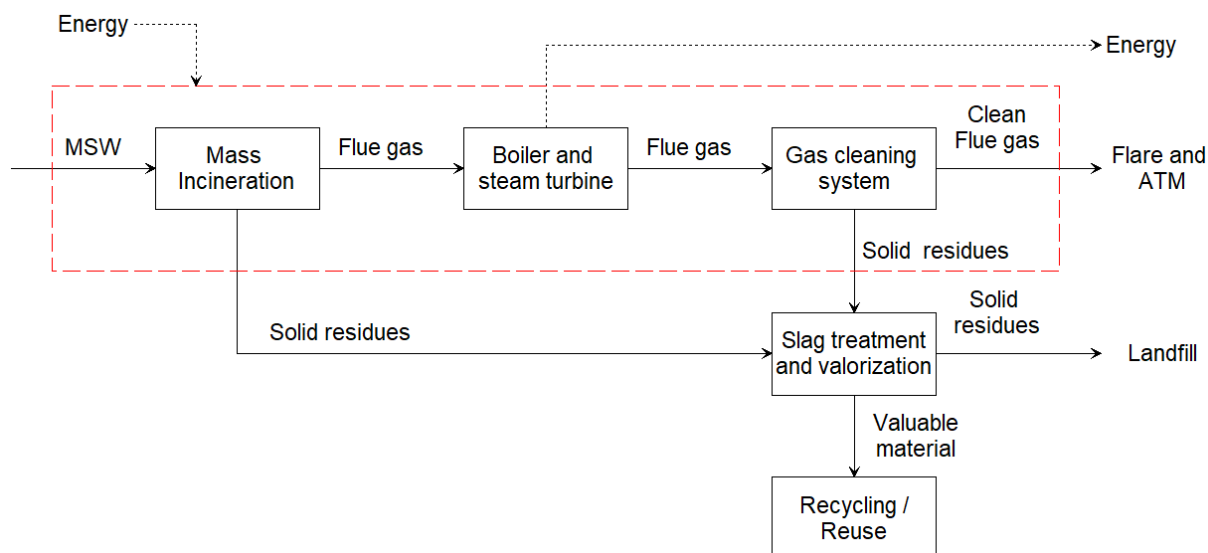 Energy
Energy
MSW
Mass
Incineration
Flue gas
Boiler and
steam turbine
Flue gas
Gas cleaning
system
Clean
Flue gas
Flare and
ATM
Solid residues
Solid residues
Slag treatment
and valorization
Solid
residues
Landfill
Valuable
material
Recycling /
Reuse